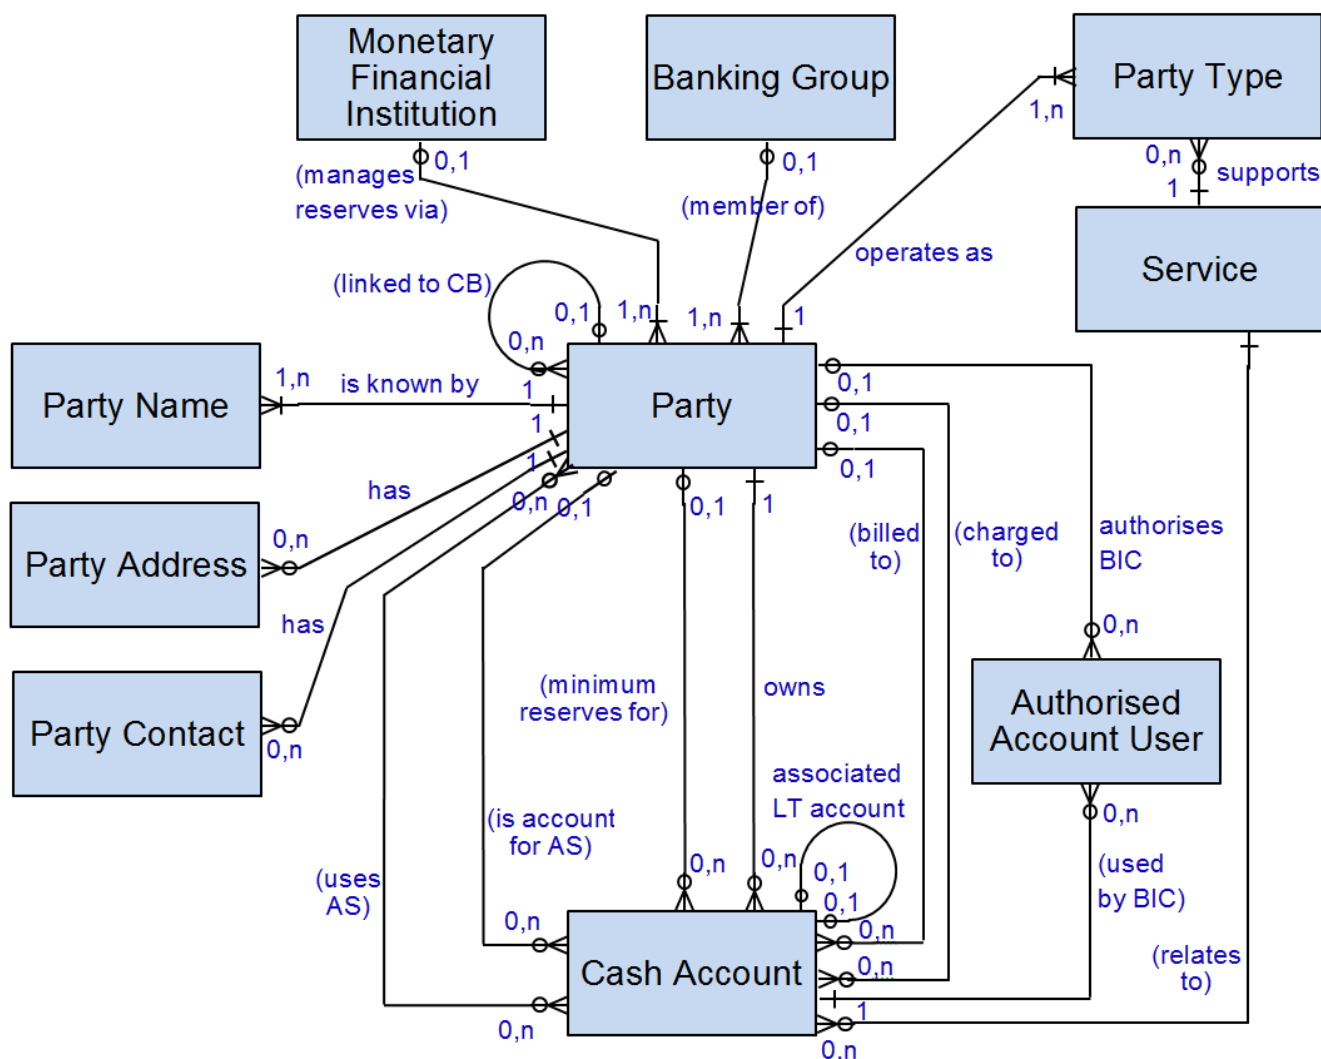 Monetary
Financial
Institution
Banking Group
Party Type
0,1
0,1
1,n
0,n
supports
1
(manages
reserves via)
(member of)
operates as
Service
(linked to CB)
0,1
1,n
1,n
1
0,n
Party Name
1,n
is known by
1
Party
0,1
0,1
0,1
1
1
has
0,n
0,1
0,1
1
Party Address
0,n
(billed
to)
(charged
to)
authorises
BIC
has
0,n
Party Contact
0,n
(minimum
reserves for)
owns
Authorised
Account User
associated
LT account
0,n
(is account
for AS)
(uses
AS)
0,n
0,n
0,1
0,1
(used
by BIC)
0,n
0,n
0,n
(relates
to)
Cash Account
1
0,n
0,n